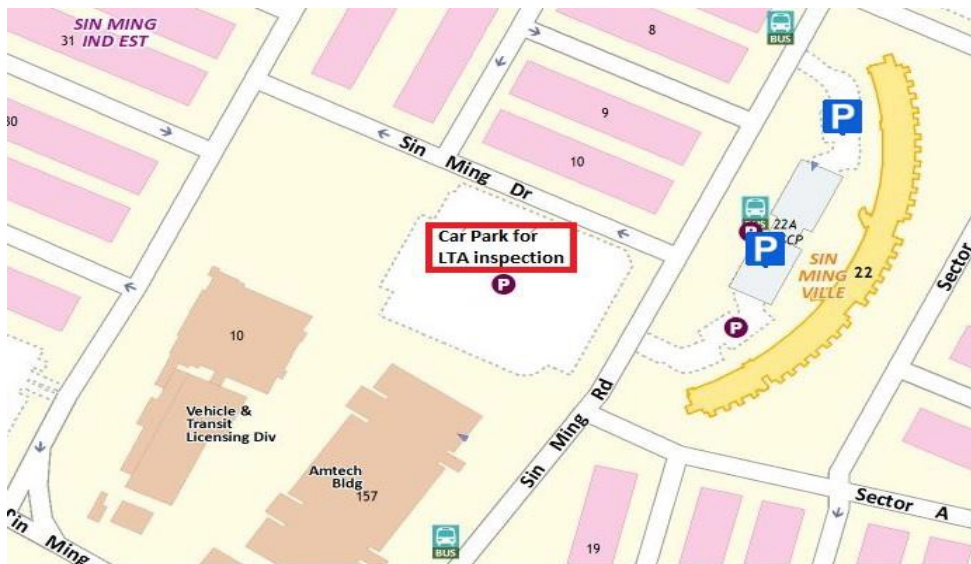 SIN MING
IND EST
31
8
BUS
30
9
10
Sin Ming Dr
P
Car Park for
LTA inspection
P
22A
P
P
SIN
MING
VILLE
22
Sector
P
10
Sin Ming Rd
Vehicle &
Transit
Licensing Div
Amtech
Bldg
157
Sector A
Sin Ming
BUS
19